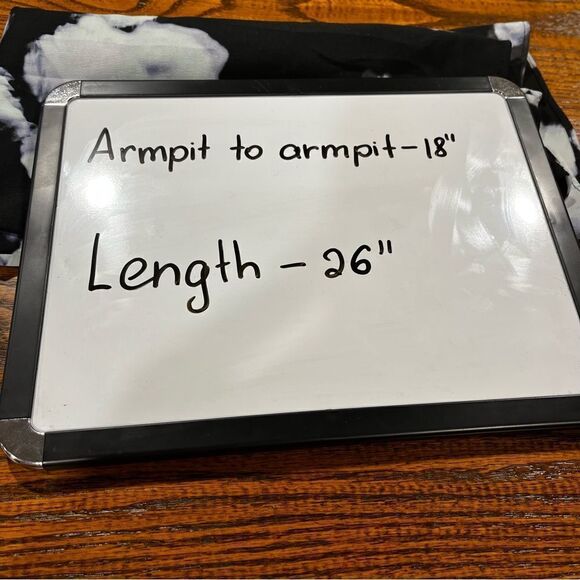 Armpit to armpit-18"
Length - 26"